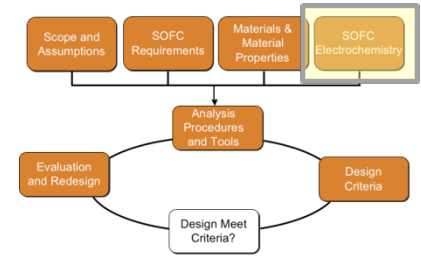 Scope and
Assumptions
SOFC
Requirements
Materials &
Material
Properties
SOFC
Electrochemistry
Analysis
Procedures
and Tools
Evaluation
and Redesign
Design
Criteria
Design Meet
Criteria?